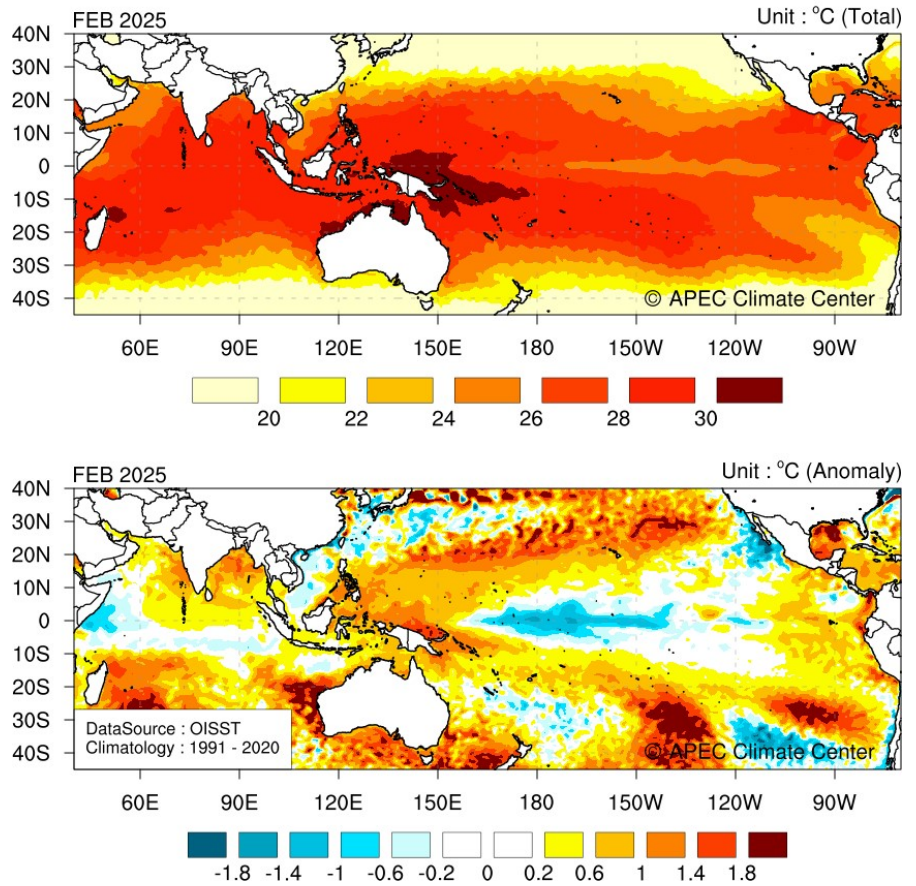 FEB 2025 Unit : °C (Total)
40N
30N
20N
10N
0
10S
20S
30S
40S
© APEC Climate Center
60E 90E 120E 150E 180 150W 120W 90W
20 22 24 26 28 30
FEB 2025 Unit : °C (Anomaly)
40N
30N
20N
10N
0
10S
20S
30S
40S
DataSource : OISST
Climatology : 1991 - 2020
© APEC Climate Center
60E 90E 120E 150E 180 150W 120W 90W
-1.8 -1.4 -1 -0.6 -0.2 0 0.2 0.6 1 1.4 1.8